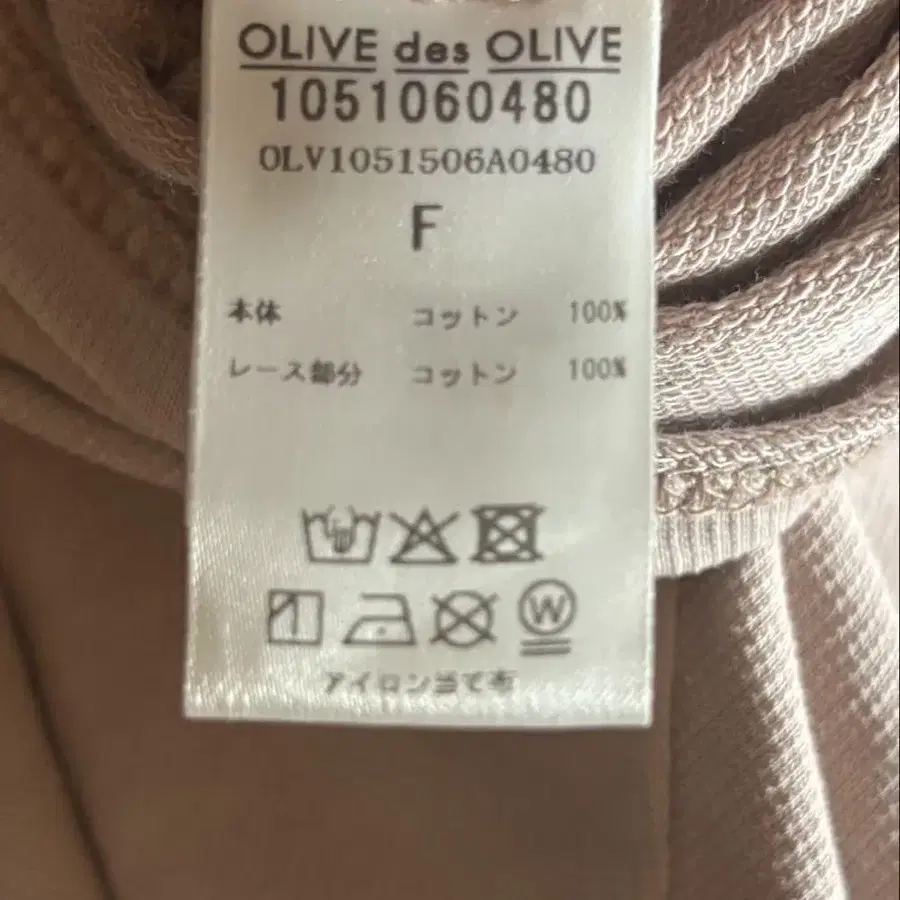 OLIVE des OLIVE
1051060480
OLV1051506A0480
F
本体 コットン 100%
レース部分 コットン 100%
W
アイロン当て布